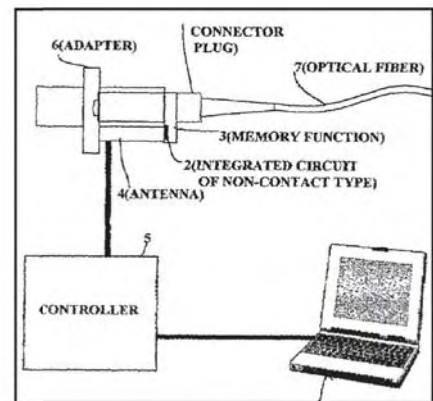 6(ADAPTER)
CONNECTOR
PLUG)
7(OPTICAL FIBER)
3(MEMORY FUNCTION)
2(INTEGRATED CIRCUIT
OF NON-CONTACT TYPE)
4(ANTENNA)
5
CONTROLLER